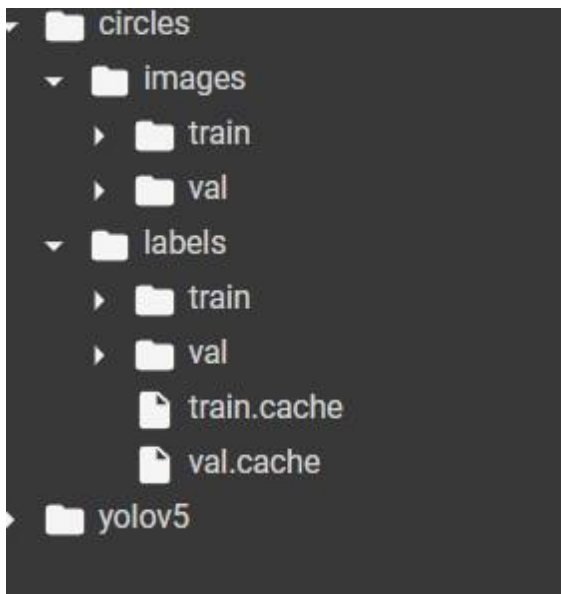 circles
images
train
val
labels
train
val
train.cache
val.cache
yolov5